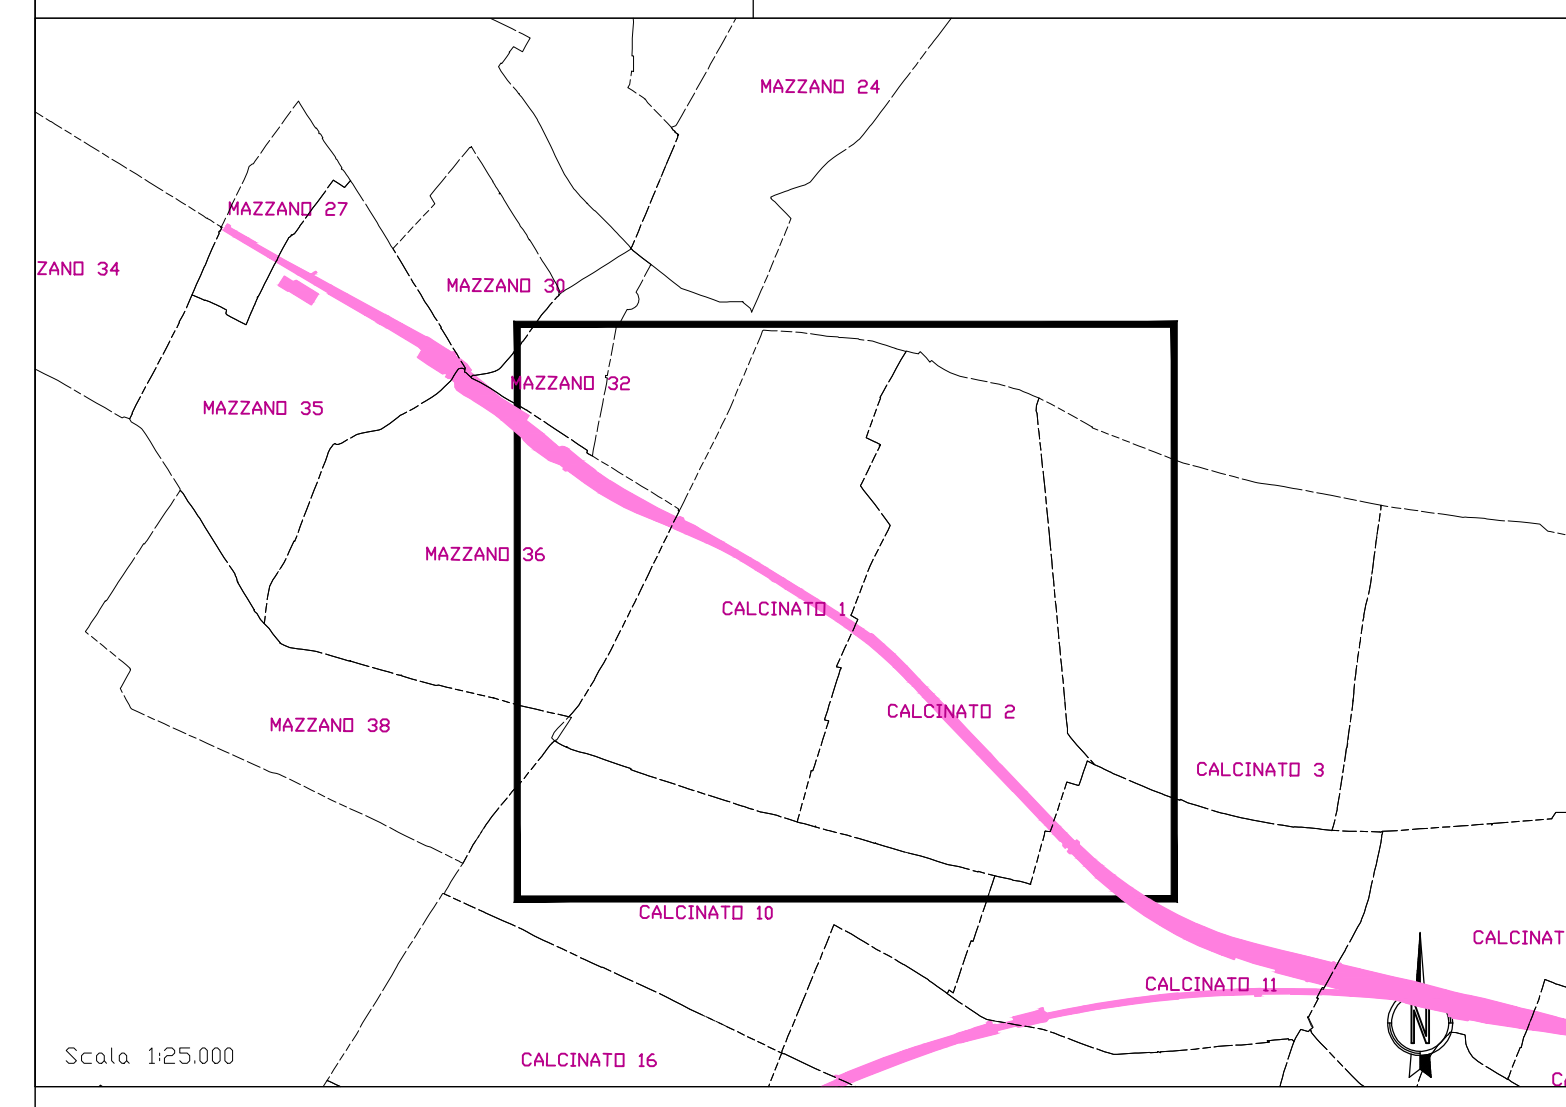 MAZZANO 24
MAZZANO 27
ZANO 34
MAZZANO 30
MAZZANO 32
MAZZANO 35
MAZZANO 36
CALCINATO 1
CALCINATO 2
MAZZANO 38
CALCINATO 3
CALCINATO 10
CALCINAT
CALCINATO 11
N
Scala 1:25.000
CALCINATO 16